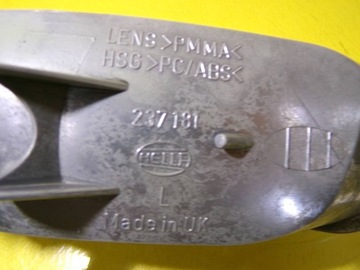 LENS >PMMA<
HSG >PC/ABS<
237181
HELLA
L
Made in UK